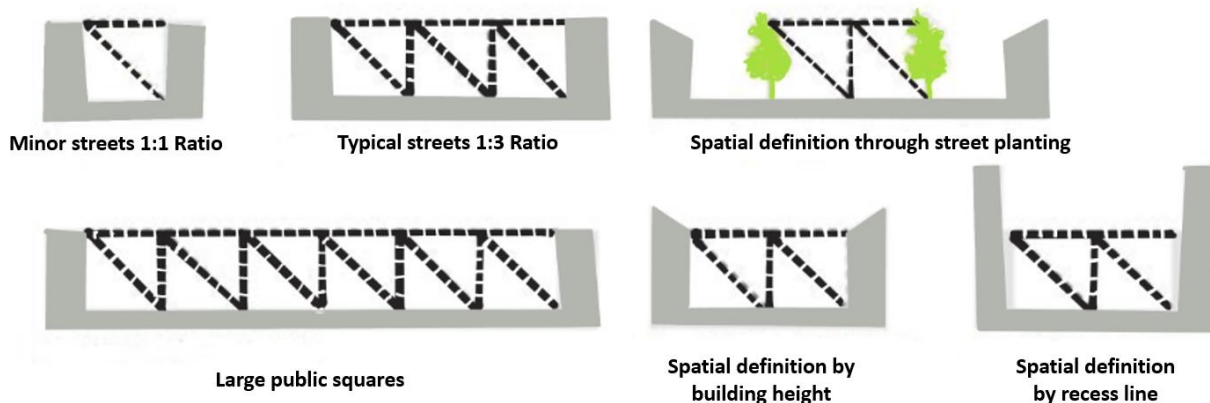 Minor streets 1:1 Ratio
Typical streets 1:3 Ratio
Spatial definition through street planting
Large public squares
Spatial definition by
building height
Spatial definition
by recess line